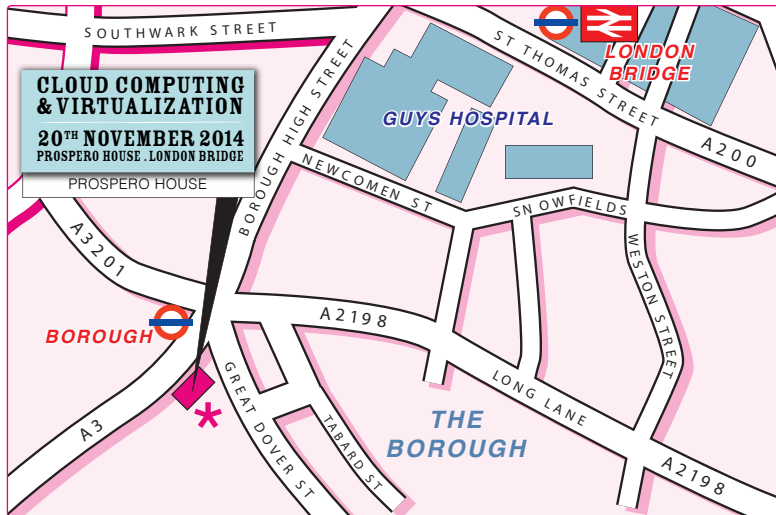 SOUTHWARK STREET
CLOUD COMPUTING
& VIRTUALIZATION
20TH NOVEMBER 2014
PROSPERO HOUSE . LONDON BRIDGE
PROSPERO HOUSE
BOROUGH HIGH STREET
ST THOMAS STREET
LONDON
BRIDGE
GUYS HOSPITAL
A200
NEWCOMEN ST
SNOWFIELDS
WESTON STREET
A3201
BOROUGH
A2198
LONG LANE
A2198
A3
*
GREAT DOVER ST
TABARD ST
THE
BOROUGH